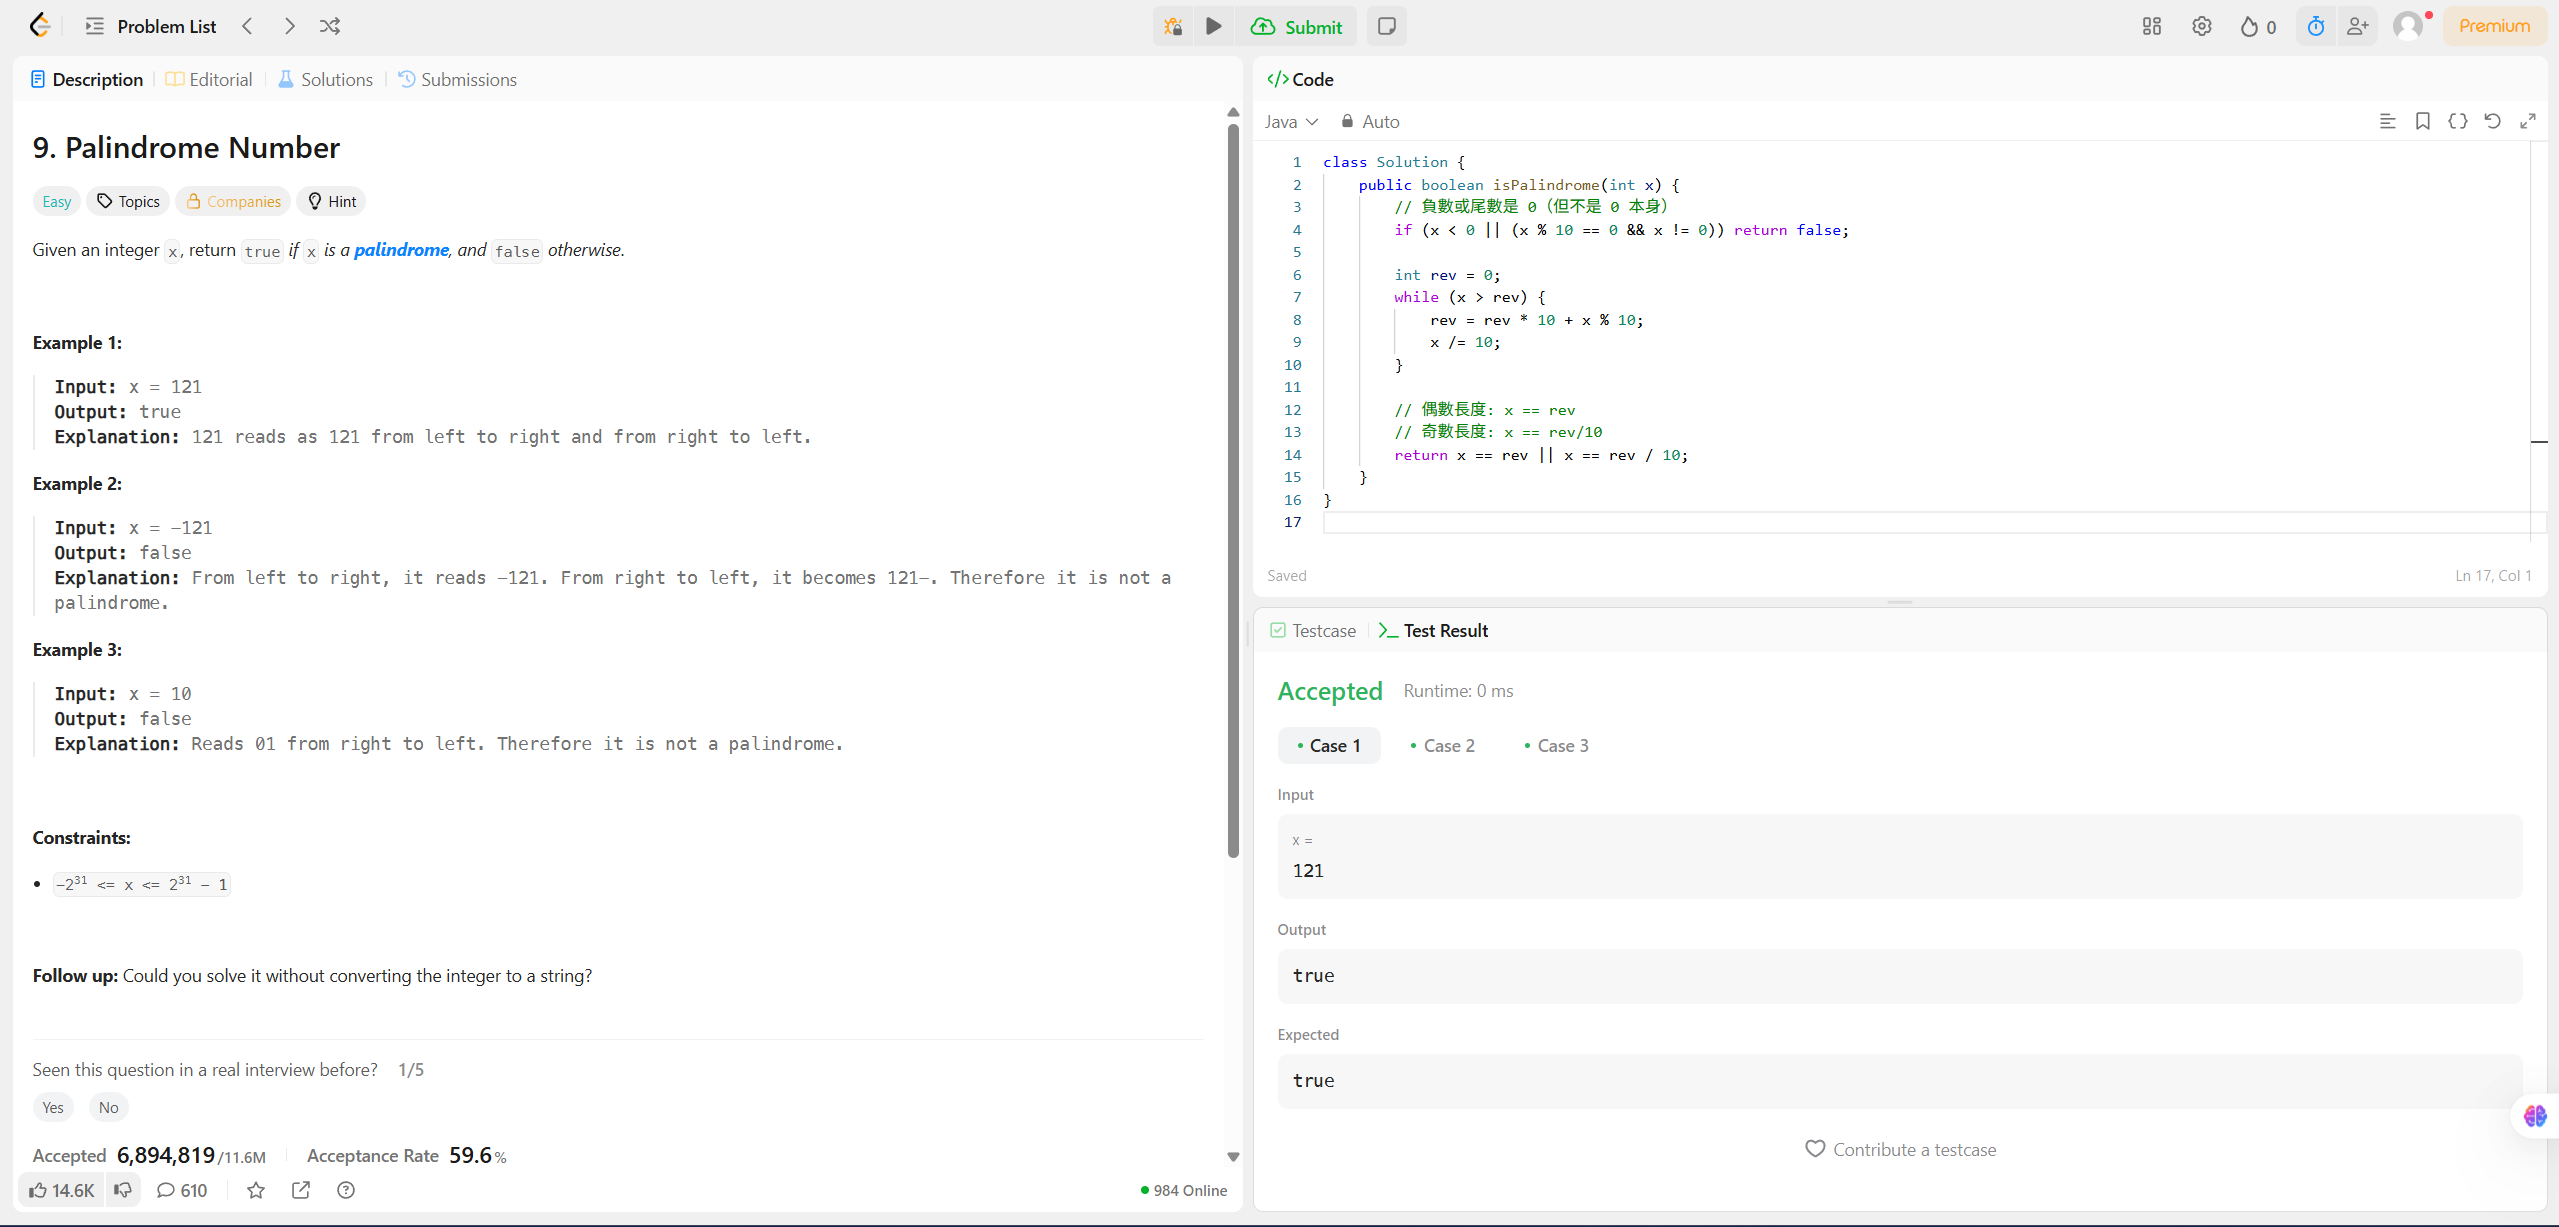 Problem List
Submit
0
Premium
Description
Editorial
Solutions
Submissions
9. Palindrome Number
Easy
Topics
Companies
Hint
Given an integer x, return true if x is a palindrome, and false otherwise.
Example 1:
Input: x = 121
Output: true
Explanation: 121 reads as 121 from left to right and from right to left.
Example 2:
Input: x = -121
Output: false
Explanation: From left to right, it reads -121. From right to left, it becomes 121-. Therefore it is not a
palindrome.
Example 3:
Input: x = 10
Output: false
Explanation: Reads 01 from right to left. Therefore it is not a palindrome.
Constraints:
• -2³¹ <= x <= 2³¹ - 1
Follow up: Could you solve it without converting the integer to a string?
Seen this question in a real interview before? 1/5
Yes
No
Accepted 6,894,819/11.6M
Acceptance Rate 59.6%
14.6K
610
984 Online
</> Code
Java
Auto
1 class Solution {
2 public boolean isPalindrome(int x) {
3 // 負數或尾數是 0（但不是 0 本身）
4 if (x < 0 || (x % 10 == 0 && x != 0)) return false;
5
6 int rev = 0;
7 while (x > rev) {
8 rev = rev * 10 + x % 10;
9 x /= 10;
10 }
11
12 // 偶數長度: x == rev
13 // 奇數長度: x == rev/10
14 return x == rev || x == rev / 10;
15 }
16 }
17
Saved
Ln 17, Col 1
Testcase
Test Result
Accepted
Runtime: 0 ms
• Case 1
• Case 2
• Case 3
Input
x =
121
Output
true
Expected
true
Contribute a testcase